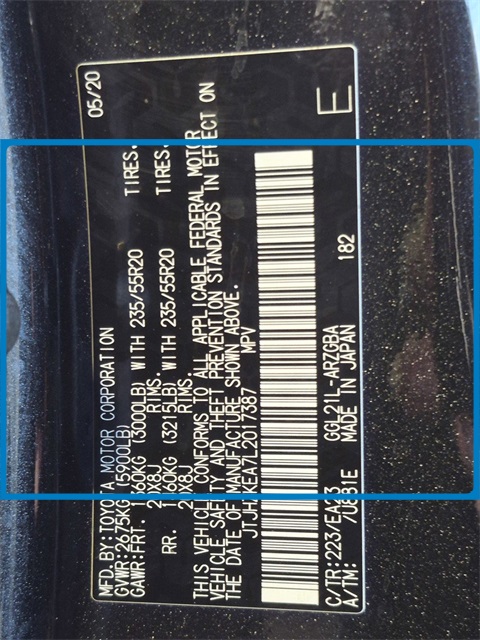 05/20
MFD.BY:TOYOTA MOTOR CORPORATION
GVWR:2675KG (5900LB)
GAWR:FRT. 1360KG (3000LB) WITH 235/55R20 TIRES.
20X8J RIMS.
RR. 1460KG (3215LB) WITH 235/55R20 TIRES.
20X8J RIMS.
THIS VEHICLE CONFORMS TO ALL APPLICABLE FEDERAL MOTOR
VEHICLE SAFETY AND THEFT PREVENTION STANDARDS IN EFFECT ON
THE DATE OF MANUFACTURE SHOWN ABOVE.
MPV
C/TR:223/EA23 GGL21L-ARZGBA 182
A/TM: /U881E MADE IN JAPAN
E